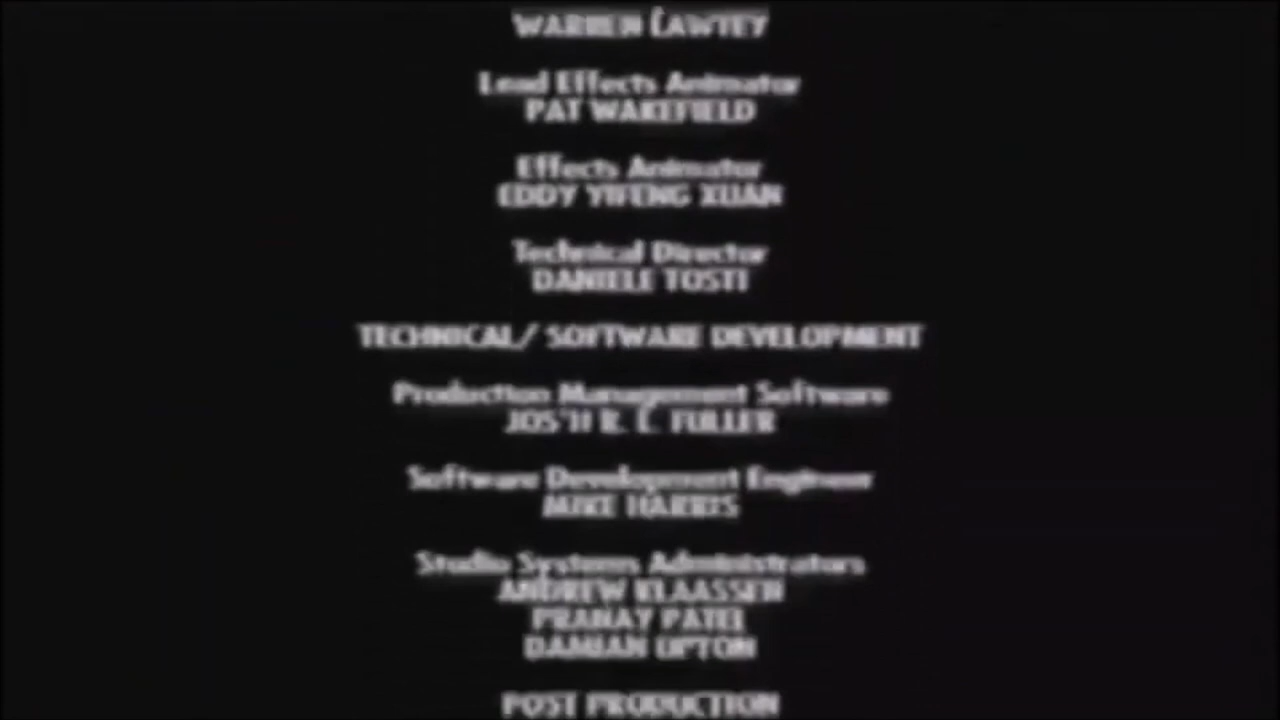 WARREN LAWTEY
Lead Effects Animator
PAT WAKEFIELD
Effects Animator
EDDY YIFENG XUAN
Technical Director
DANIELE TOSTI
TECHNICAL/ SOFTWARE DEVELOPMENT
Production Management Software
JOS'H R. L. FULLER
Software Development Engineer
MIKE HARRIS
Studio Systems Administrators
ANDREW KLAASSEN
PRANAY PATEL
DAMIAN UPTON
POST PRODUCTION